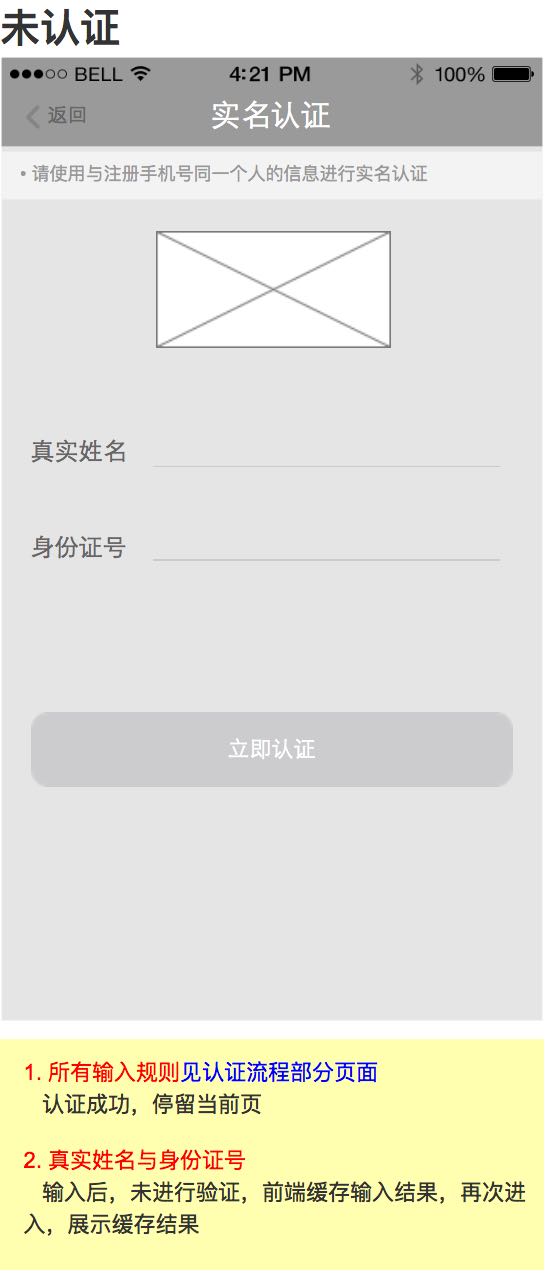 未认证
BELL 4:21 PM 100%
返回 实名认证
• 请使用与注册手机号同一个人的信息进行实名认证
真实姓名
身份证号
立即认证
1. 所有输入规则见认证流程部分页面
认证成功，停留当前页
2. 真实姓名与身份证号
输入后，未进行验证，前端缓存输入结果，再次进
入，展示缓存结果